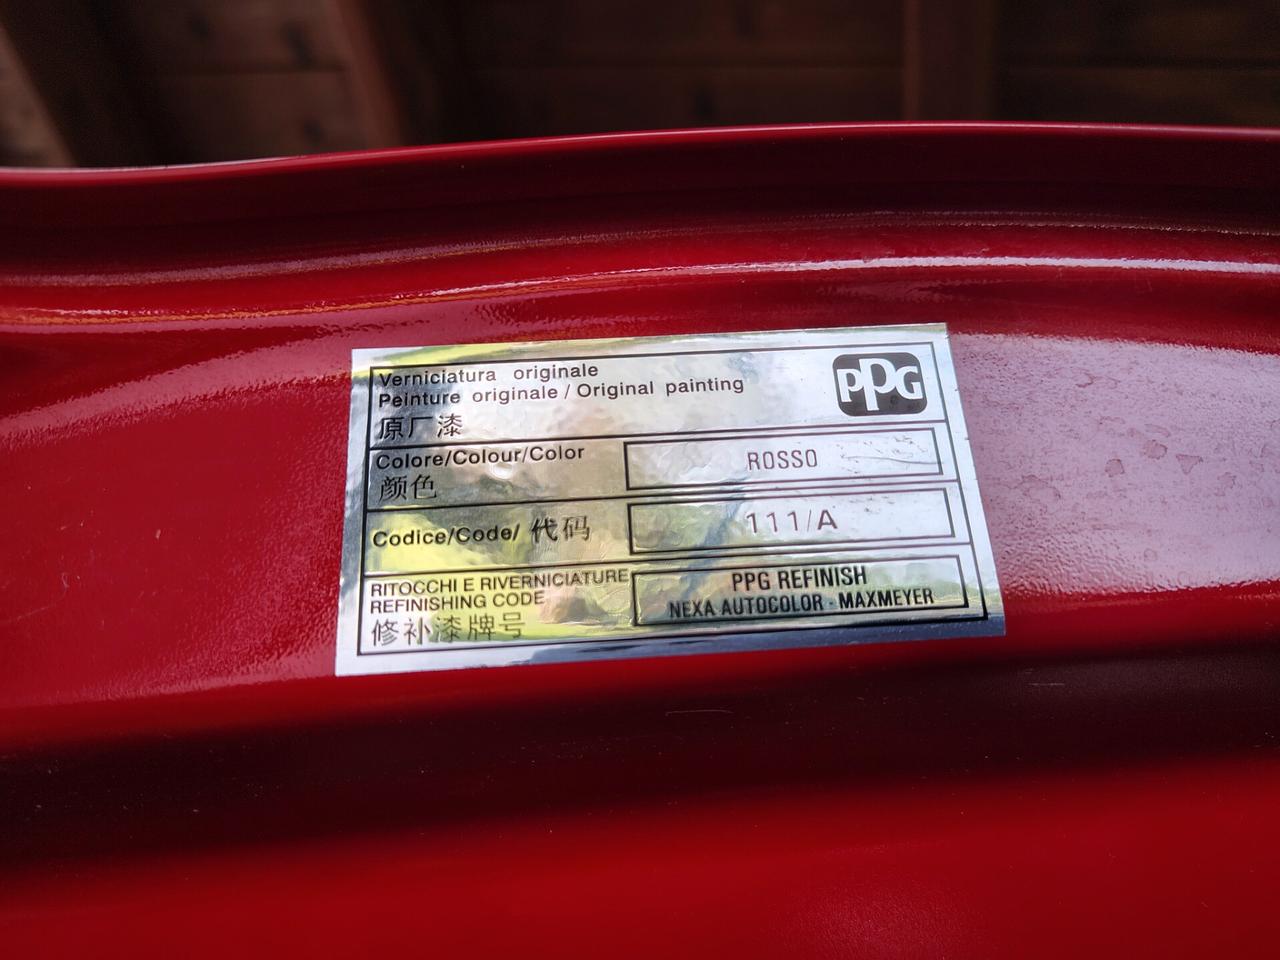 Verniciatura originale
Peinture originale / Original painting
原厂漆
PPG
Colore/Colour/Color
颜色
ROSSO
Codice/Code/ 代码
111/A
RITOCCHI E RIVERNICIATURE
REFINISHING CODE
修补漆牌号
PPG REFINISH
NEXA AUTOCOLOR - MAXMEYER